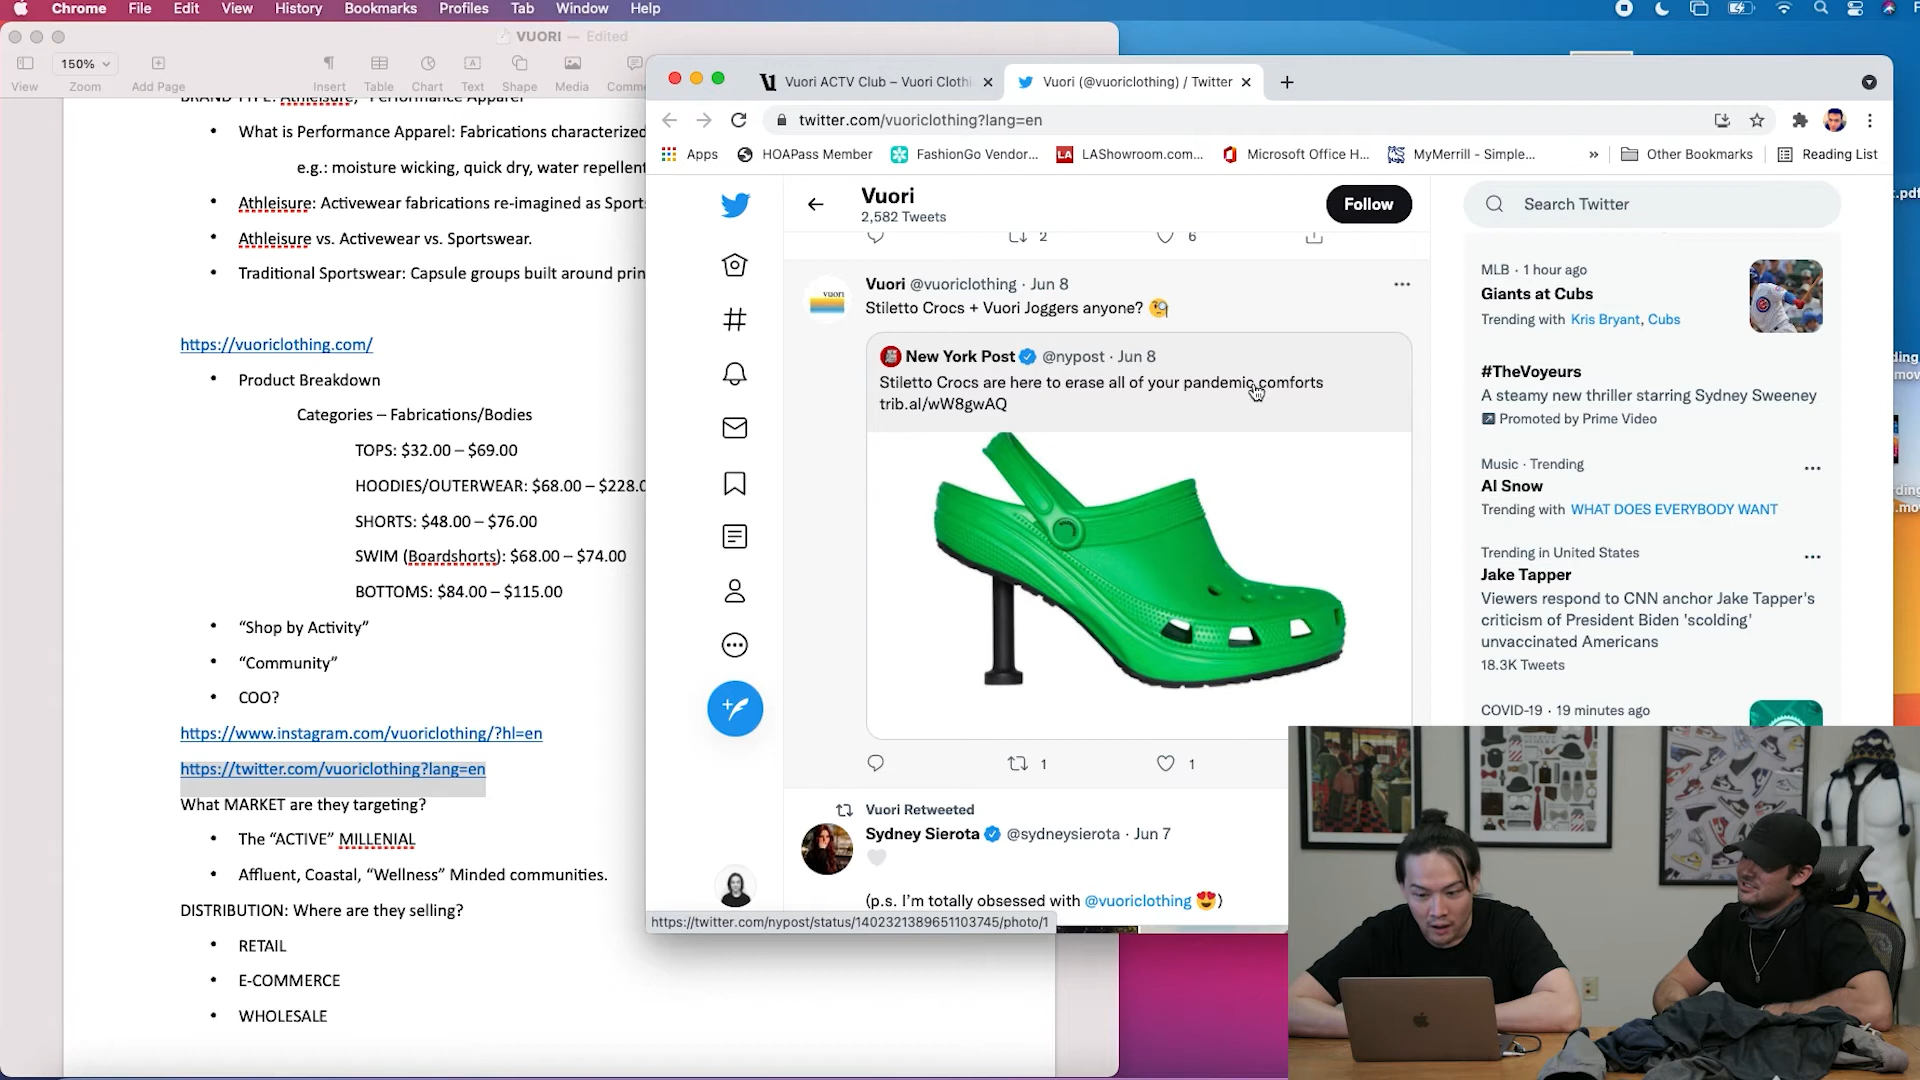 Chrome File Edit View History Bookmarks Profiles Tab Window Help
VUORI — Edited
150%
View Zoom Add Page Insert Table Chart Text Shape Media
BRAND TYPE: Athleisure, "Performance Apparel
• What is Performance Apparel: Fabrications characterized
e.g.: moisture wicking, quick dry, water repellent
• Athleisure: Activewear fabrications re-imagined as Sport
• Athleisure vs. Activewear vs. Sportswear.
• Traditional Sportswear: Capsule groups built around prin
https://vuoriclothing.com/
• Product Breakdown
Categories – Fabrications/Bodies
TOPS: $32.00 – $69.00
HOODIES/OUTERWEAR: $68.00 – $228.0
SHORTS: $48.00 – $76.00
SWIM (Boardshorts): $68.00 – $74.00
BOTTOMS: $84.00 – $115.00
• “Shop by Activity”
• “Community”
• COO?
https://www.instagram.com/vuoriclothing/?hl=en
https://twitter.com/vuoriclothing?lang=en
What MARKET are they targeting?
• The “ACTIVE” MILLENIAL
• Affluent, Coastal, “Wellness” Minded communities.
DISTRIBUTION: Where are they selling?
• RETAIL
• E-COMMERCE
• WHOLESALE
Vuori ACTV Club – Vuori Clothi
Vuori (@vuoriclothing) / Twitter
twitter.com/vuoriclothing?lang=en
Apps HOAPass Member FashionGo Vendor... LA LAShowroom.com... Microsoft Office H... MyMerrill - Simple... » Other Bookmarks Reading List
Vuori
2,582 Tweets
Follow
2 6
Vuori @vuoriclothing · Jun 8
Stiletto Crocs + Vuori Joggers anyone? 🧐
vuori
New York Post @nypost · Jun 8
Stiletto Crocs are here to erase all of your pandemic comforts
trib.al/wW8gwAQ
1 1
Vuori Retweeted
Sydney Sierota @sydneysierota · Jun 7
(p.s. I’m totally obsessed with @vuoriclothing 😍)
https://twitter.com/nypost/status/1402321389651103745/photo/1
Search Twitter
MLB · 1 hour ago
Giants at Cubs
Trending with Kris Bryant, Cubs
#TheVoyeurs
A steamy new thriller starring Sydney Sweeney
Promoted by Prime Video
Music · Trending
Al Snow
Trending with WHAT DOES EVERYBODY WANT
Trending in United States
Jake Tapper
Viewers respond to CNN anchor Jake Tapper's
criticism of President Biden 'scolding'
unvaccinated Americans
18.3K Tweets
COVID-19 · 19 minutes ago
.pdf
ding
mov
ding
.mo